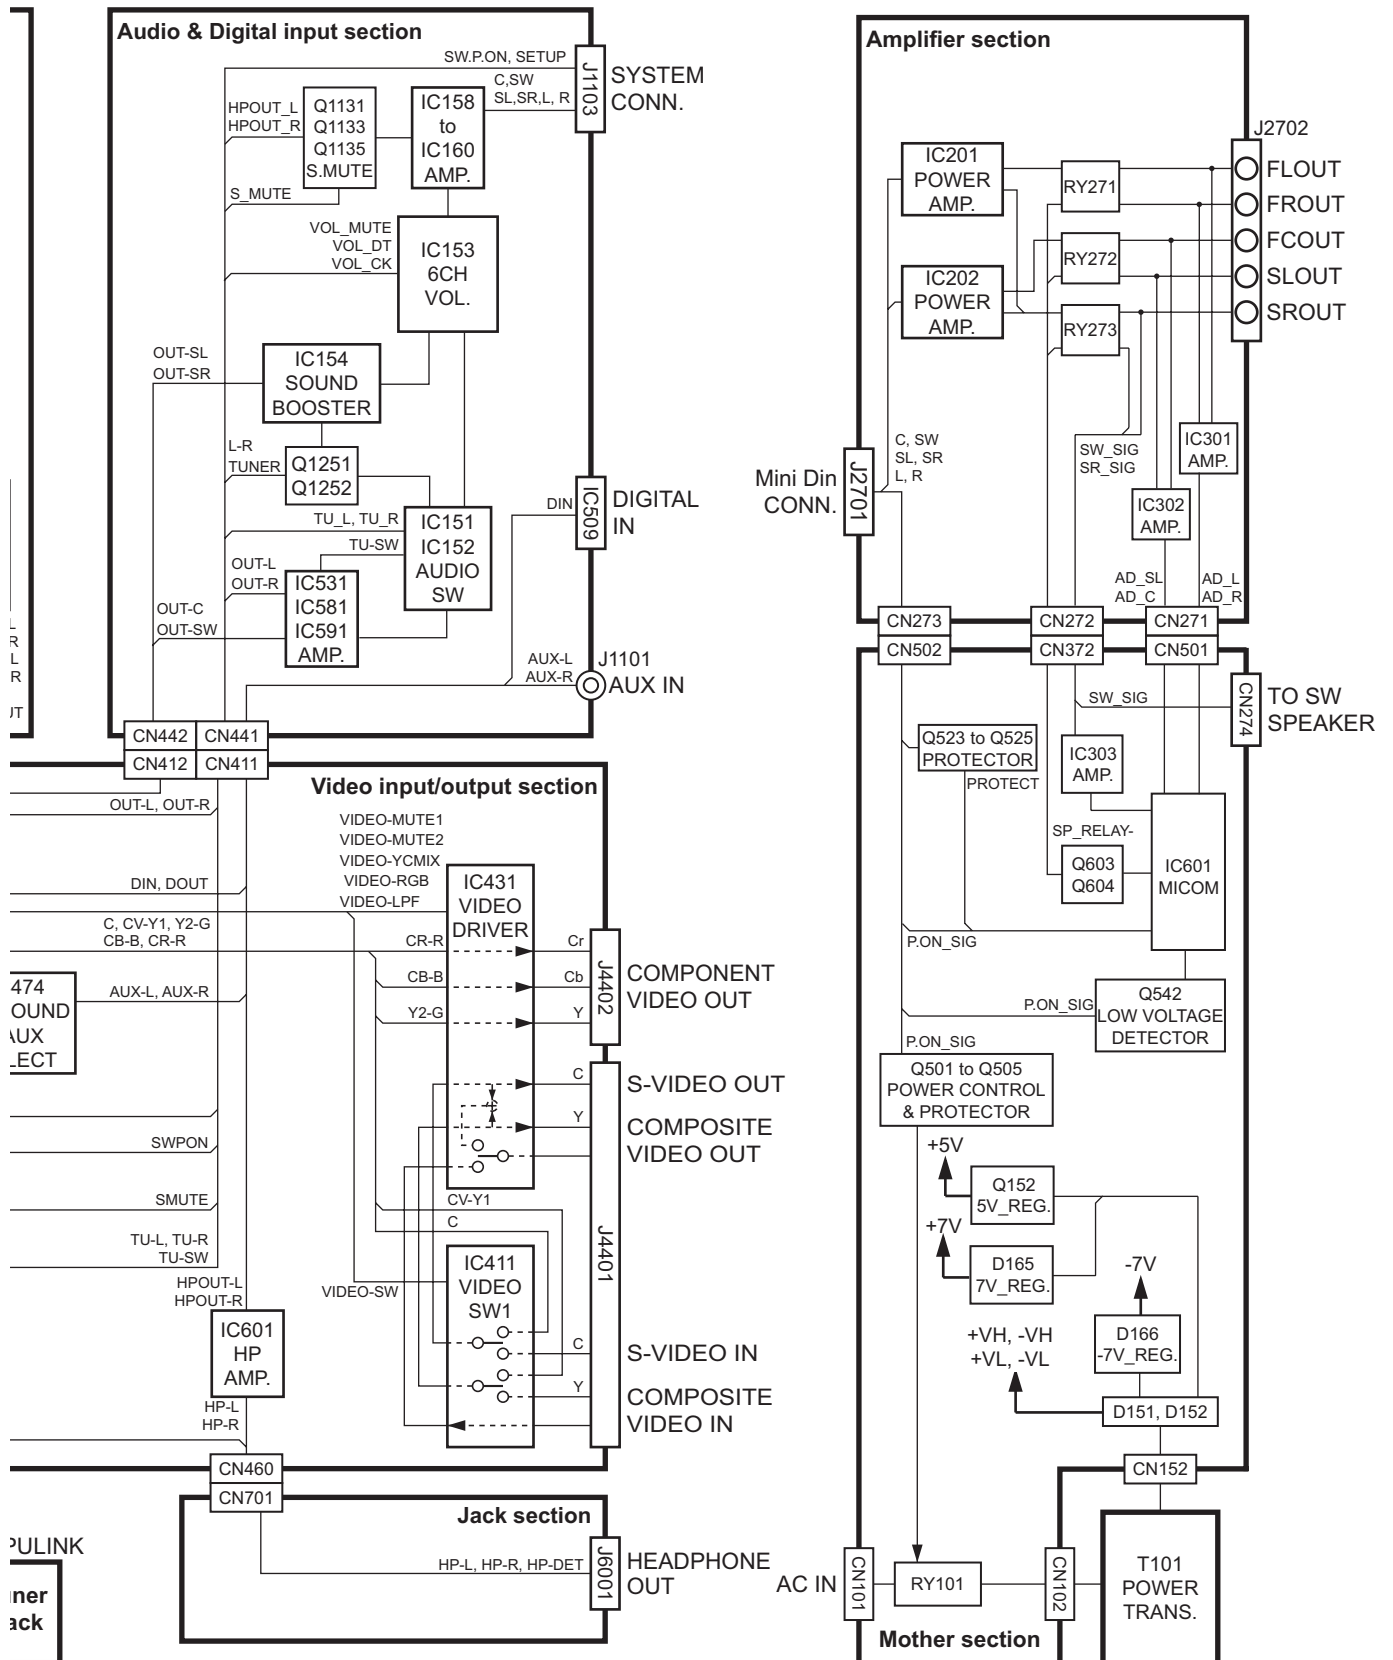 Audio & Digital input section
SW.P.ON, SETUP
C,SW
SL,SR,L, R
J1103
SYSTEM
CONN.
HPOUT_L
HPOUT_R
Q1131
Q1133
Q1135
S.MUTE
IC158
to
IC160
AMP.
S_MUTE
VOL_MUTE
VOL_DT
VOL_CK
IC153
6CH
VOL.
OUT-SL
OUT-SR
IC154
SOUND
BOOSTER
L-R
TUNER
Q1251
Q1252
TU_L, TU_R
TU-SW
IC151
IC152
AUDIO
SW
DIN
IC509
DIGITAL
IN
OUT-L
OUT-R
IC531
IC581
IC591
AMP.
OUT-C
OUT-SW
AUX-L
AUX-R
J1101
AUX IN
L
R
L
R
JT
CN442
CN441
CN412
CN411
Video input/output section
OUT-L, OUT-R
VIDEO-MUTE1
VIDEO-MUTE2
VIDEO-YCMIX
VIDEO-RGB
VIDEO-LPF
DIN, DOUT
C, CV-Y1, Y2-G
CB-B, CR-R
IC431
VIDEO
DRIVER
CR-R
CB-B
Y2-G
Cr
Cb
Y
J4402
COMPONENT
VIDEO OUT
474
OUND
AUX
LECT
AUX-L, AUX-R
C
Y
S-VIDEO OUT
COMPOSITE
VIDEO OUT
SWPON
SMUTE
TU-L, TU-R
TU-SW
CV-Y1
C
J4401
HPOUT-L
HPOUT-R
VIDEO-SW
IC411
VIDEO
SW1
IC601
HP
AMP.
C
Y
S-VIDEO IN
COMPOSITE
VIDEO IN
HP-L
HP-R
CN460
CN701
Jack section
HP-L, HP-R, HP-DET
J6001
HEADPHONE
OUT
PULINK
ner
ack
Amplifier section
J2702
IC201
POWER
AMP.
RY271
FLOUT
FROUT
IC202
POWER
AMP.
RY272
RY273
FCOUT
SLOUT
SROUT
Mini Din
CONN.
J2701
C, SW
SL, SR
L, R
SW_SIG
SR_SIG
IC301
AMP.
IC302
AMP.
AD_SL
AD_C
AD_L
AD_R
CN273
CN272
CN271
CN502
CN372
CN501
SW_SIG
CN274
TO SW
SPEAKER
Q523 to Q525
PROTECTOR
IC303
AMP.
PROTECT
SP_RELAY-
Q603
Q604
IC601
MICOM
P.ON_SIG
P.ON_SIG
Q542
LOW VOLTAGE
DETECTOR
P.ON_SIG
Q501 to Q505
POWER CONTROL
& PROTECTOR
+5V
Q152
5V_REG.
+7V
D165
7V_REG.
-7V
D166
-7V_REG.
+VH, -VH
+VL, -VL
D151, D152
CN152
AC IN
CN101
RY101
CN102
T101
POWER
TRANS.
Mother section